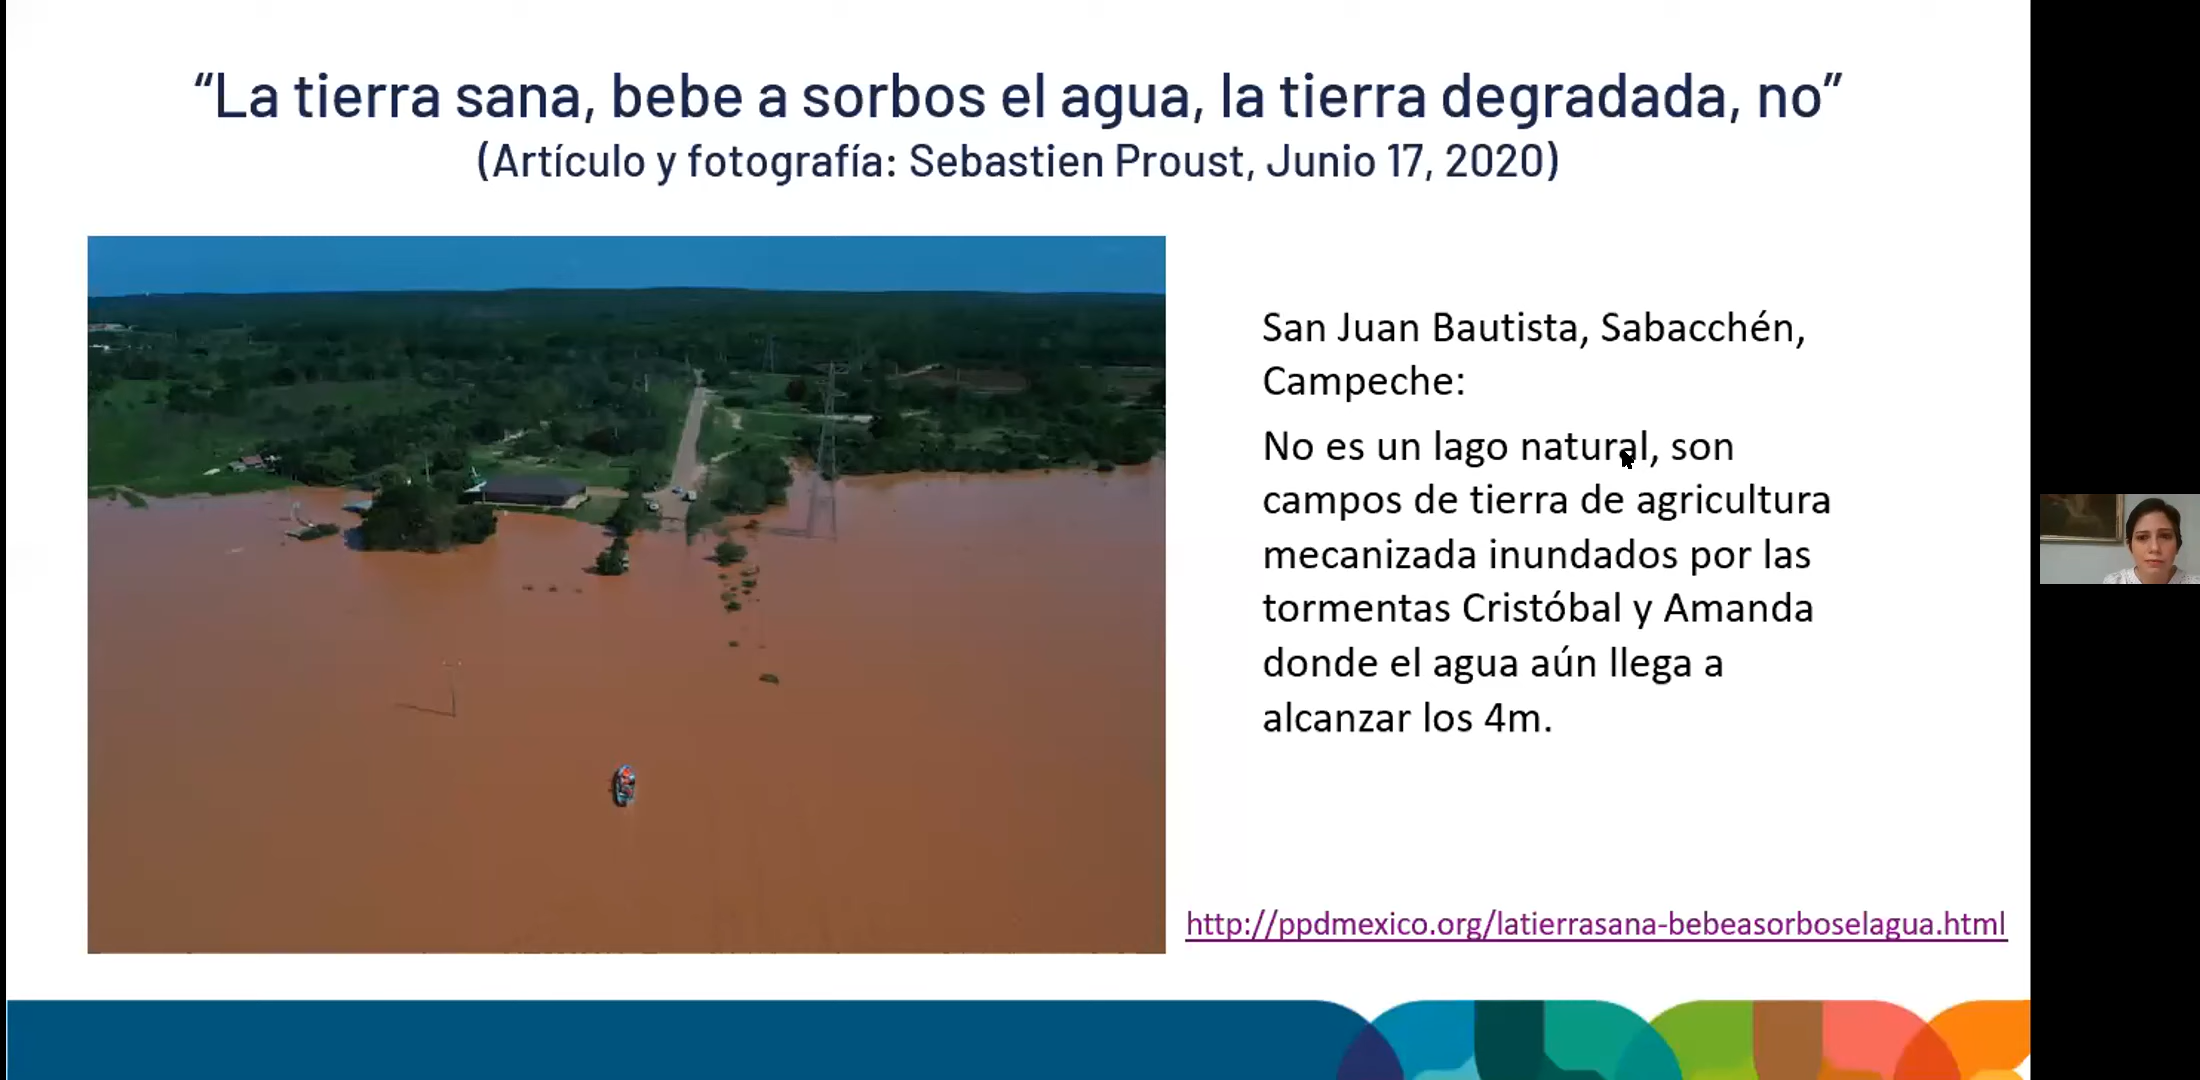 “La tierra sana, bebe a sorbos el agua, la tierra degradada, no”
(Artículo y fotografía: Sebastien Proust, Junio 17, 2020)
San Juan Bautista, Sabacchén,
Campeche:
No es un lago natural, son
campos de tierra de agricultura
mecanizada inundados por las
tormentas Cristóbal y Amanda
donde el agua aún llega a
alcanzar los 4m.
http://ppdmexico.org/latierrasana-bebeasorboselagua.html